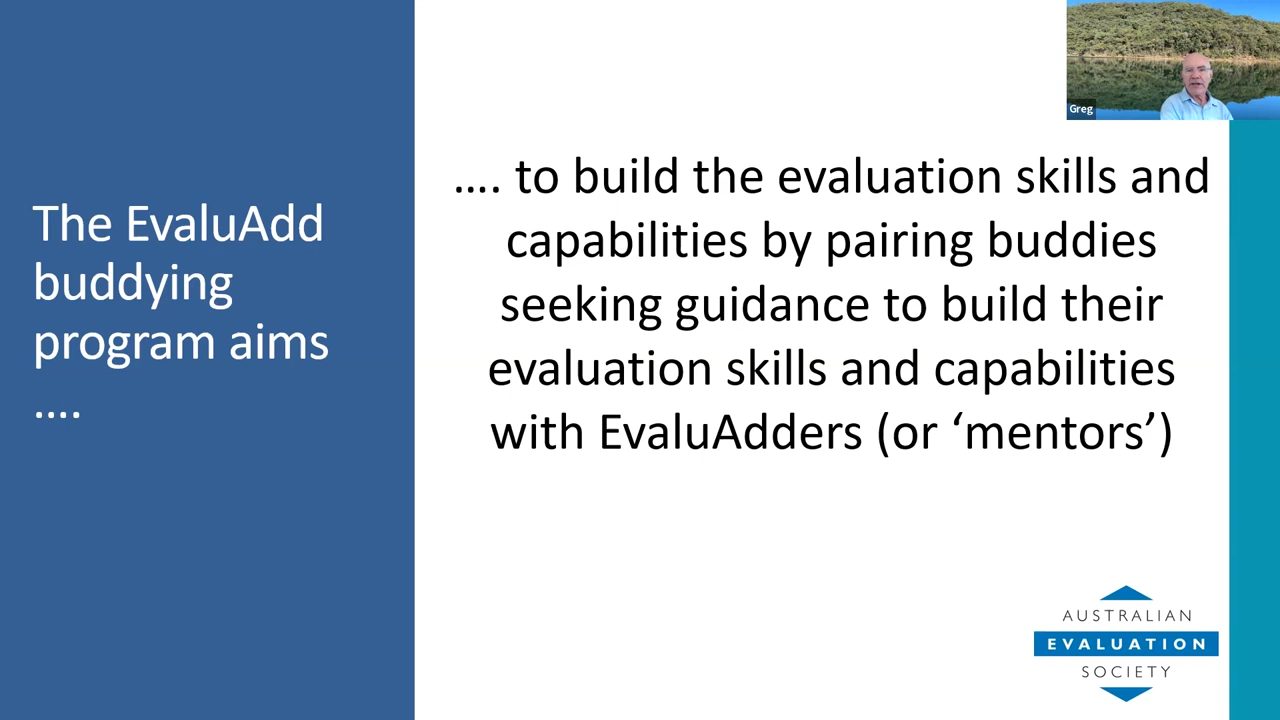 The EvaluAdd
buddying
program aims
....
.... to build the evaluation skills and
capabilities by pairing buddies
seeking guidance to build their
evaluation skills and capabilities
with EvaluAdders (or ‘mentors’)
Greg
AUSTRALIAN
EVALUATION
SOCIETY